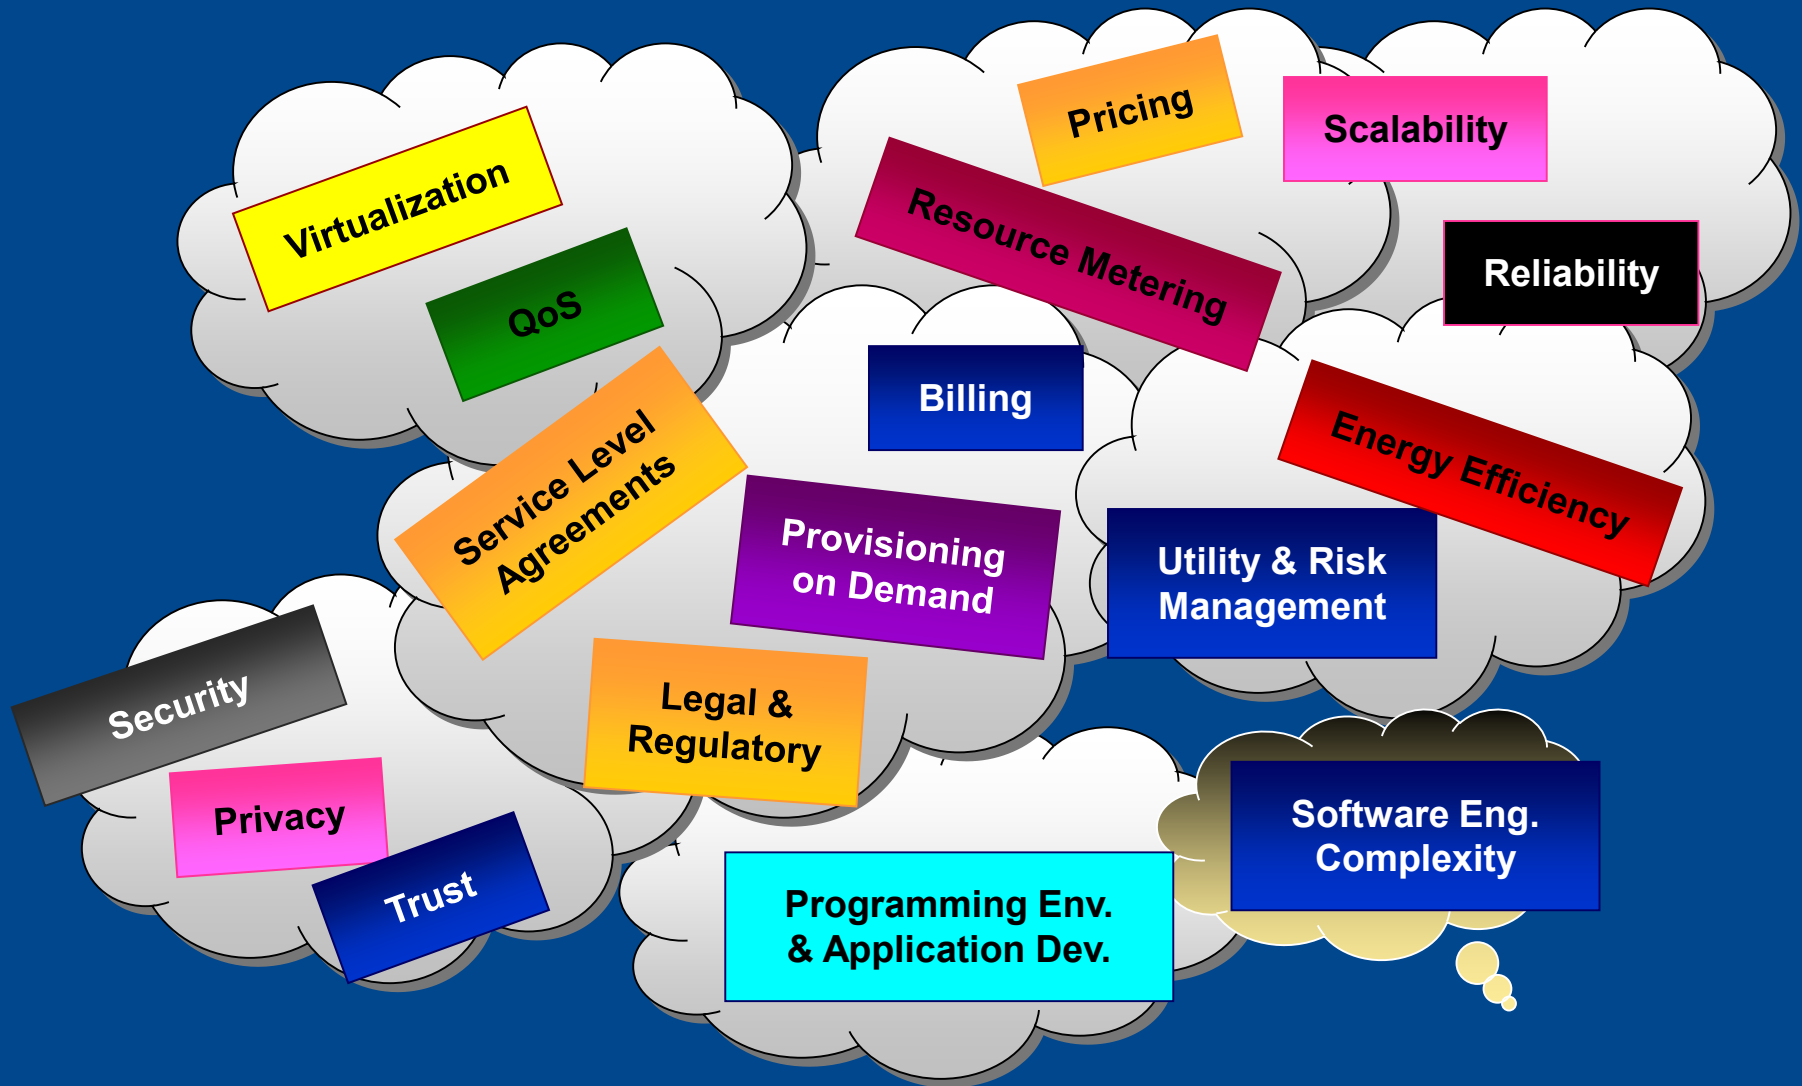 Pricing
Scalability
Virtualization
Resource Metering
Reliability
QoS
Billing
Service Level
Agreements
Energy Efficiency
Provisioning
on Demand
Utility & Risk
Management
Security
Legal &
Regulatory
Privacy
Trust
Software Eng.
Complexity
Programming Env.
& Application Dev.